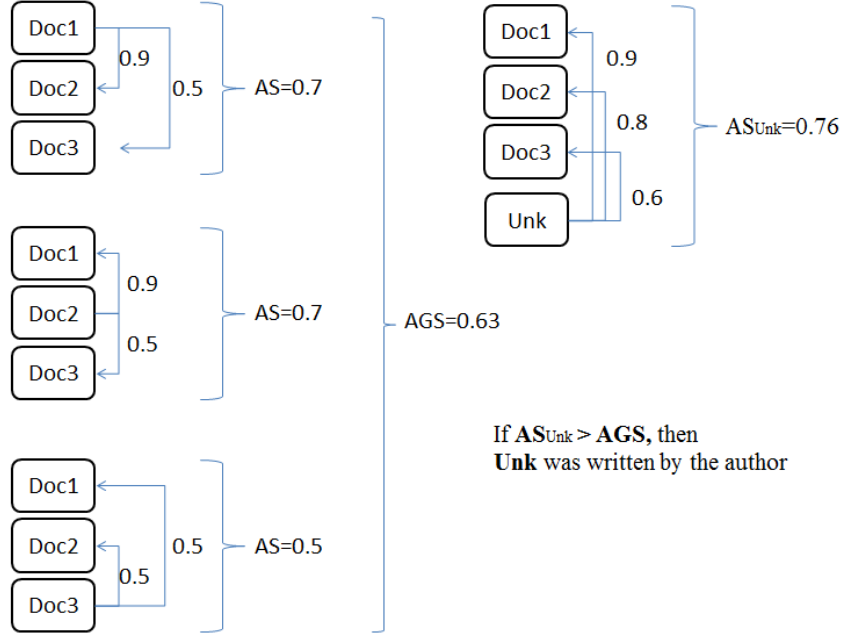 Doc1
0.9
Doc2
0.5
AS=0.7
Doc3
Doc1
0.9
Doc2
AS=0.7
0.5
Doc3
Doc1
Doc2
0.5
AS=0.5
0.5
Doc3
AGS=0.63
Doc1
0.9
Doc2
0.8
ASUnk=0.76
Doc3
0.6
Unk
If ASUnk > AGS, then
Unk was written by the author